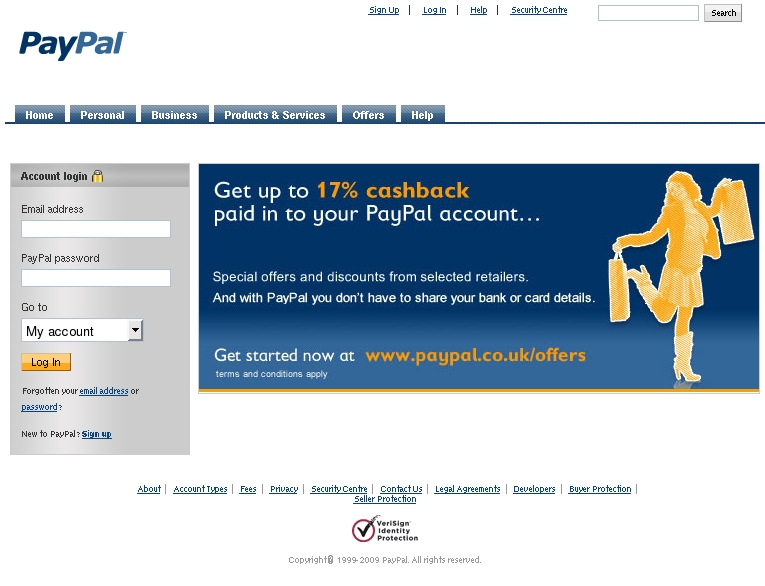 Sign Up | Log In | Help | Security Centre
Search
PayPal
Home Personal Business Products & Services Offers Help
Account login
Email address
PayPal password
Go to
My account
Log In
Forgotten your email address or
password?
New to PayPal? Sign up
Get up to 17% cashback
paid in to your PayPal account...
Special offers and discounts from selected retailers.
And with PayPal you don't have to share your bank or card details.
Get started now at www.paypal.co.uk/offers
terms and conditions apply
About | Account Types | Fees | Privacy | Security Centre | Contact Us | Legal Agreements | Developers | Buyer Protection |
Seller Protection
VeriSign
Identity
Protection
Copyright� 1999-2009 PayPal. All rights reserved.